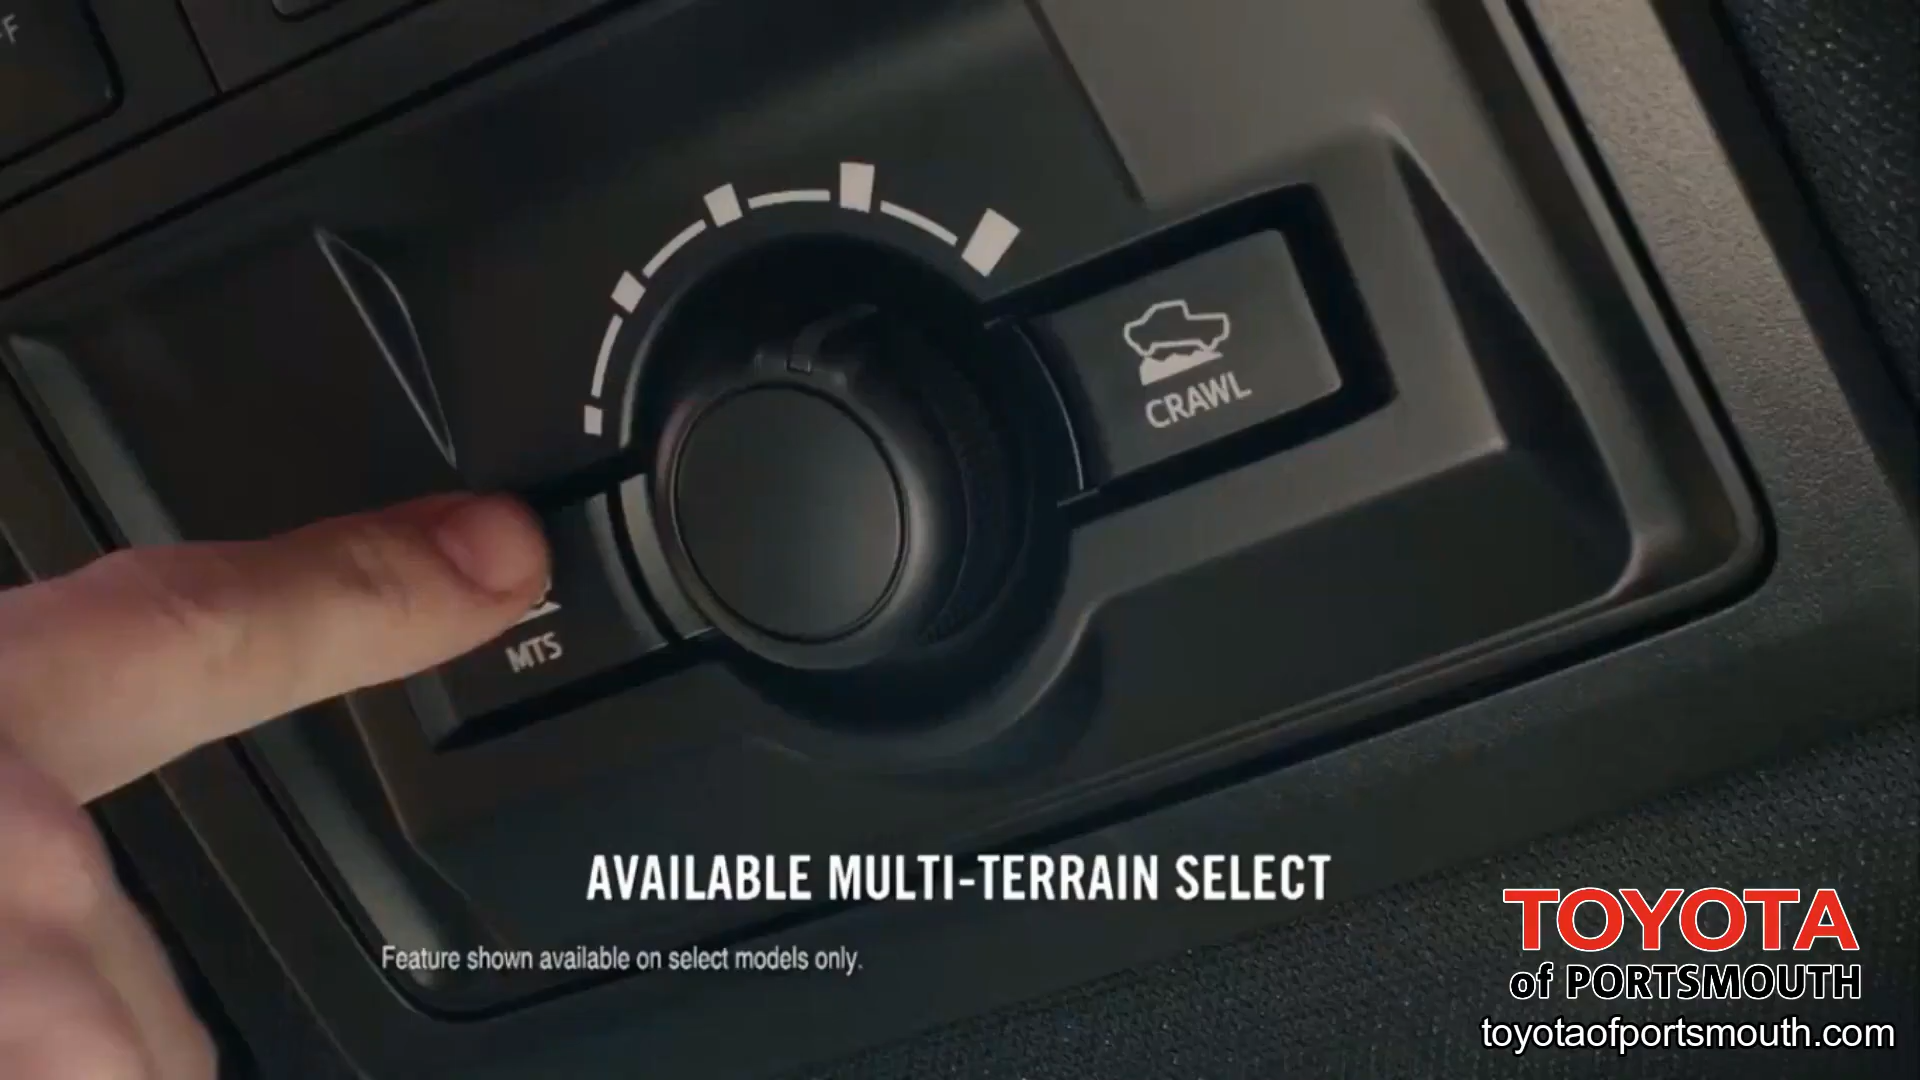 CRAWL
MTS
AVAILABLE MULTI-TERRAIN SELECT
Feature shown available on select models only.
TOYOTA
of PORTSMOUTH
toyotaofportsmouth.com